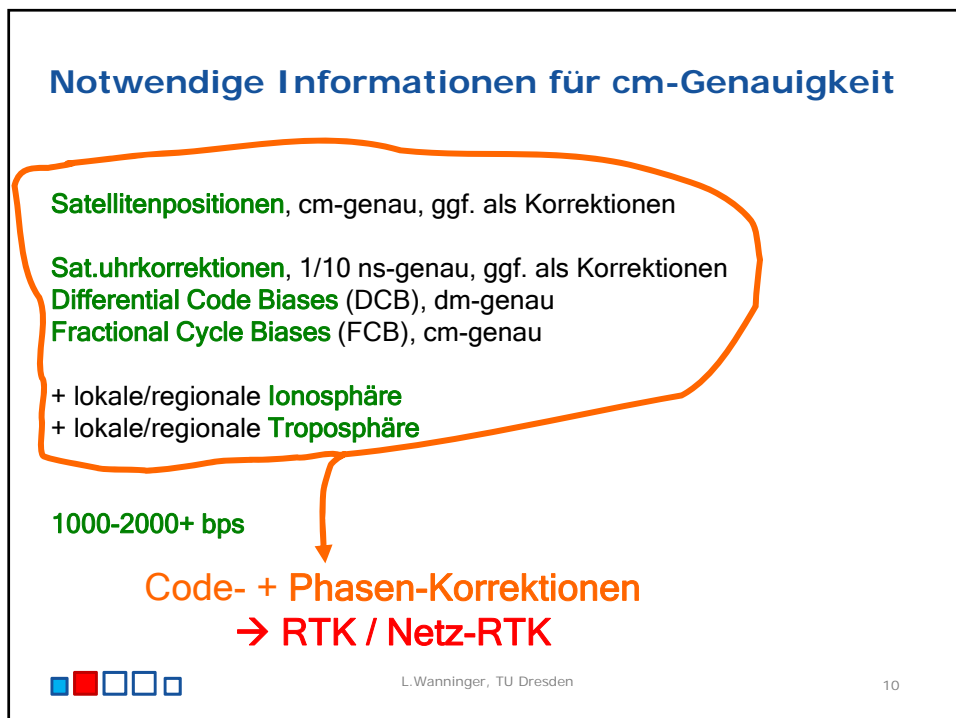 Notwendige Informationen für cm-Genauigkeit
Satellitenpositionen, cm-genau, ggf. als Korrektionen
Sat.uhrkorrektionen, 1/10 ns-genau, ggf. als Korrektionen
Differential Code Biases (DCB), dm-genau
Fractional Cycle Biases (FCB), cm-genau
+ lokale/regionale Ionosphäre
+ lokale/regionale Troposphäre
1000-2000+ bps
Code- + Phasen-Korrektionen
→ RTK / Netz-RTK
L.Wanninger, TU Dresden
10